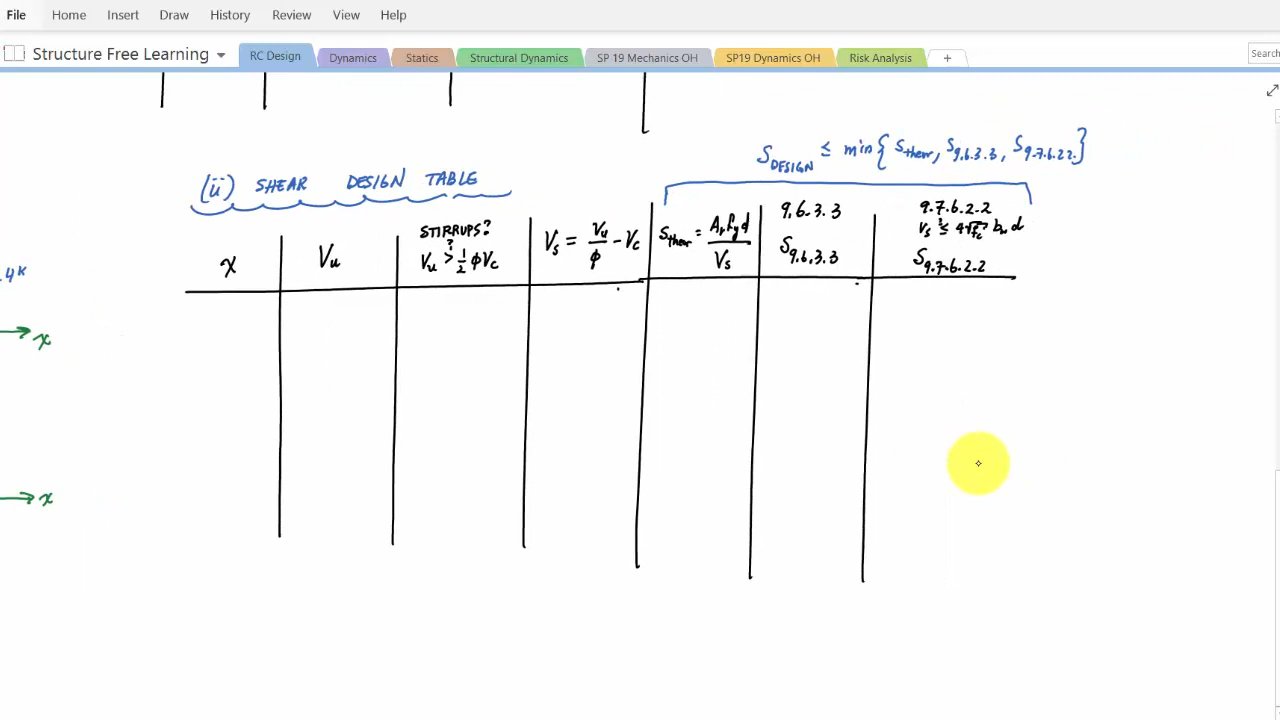 File Home Insert Draw History Review View Help
Structure Free Learning RC Design Dynamics Statics Structural Dynamics SP 19 Mechanics OH SP19 Dynamics OH Risk Analysis + Search
S_DESIGN ≤ min{ S_theor, S_9.6.3.3, S_9.7.6.2.2. }
(ii) SHEAR DESIGN TABLE
x
V_u
STIRRUPS?
V_u >^? 1/2 φV_c
V_s = V_u/φ - V_c
S_theor = A_v f_y d / V_s
9.6.3.3
S_9.6.3.3
9.7.6.2.2
V_s ≤^? 4√f'_c b_w d
S_9.7.6.2.2
.4K
x
x